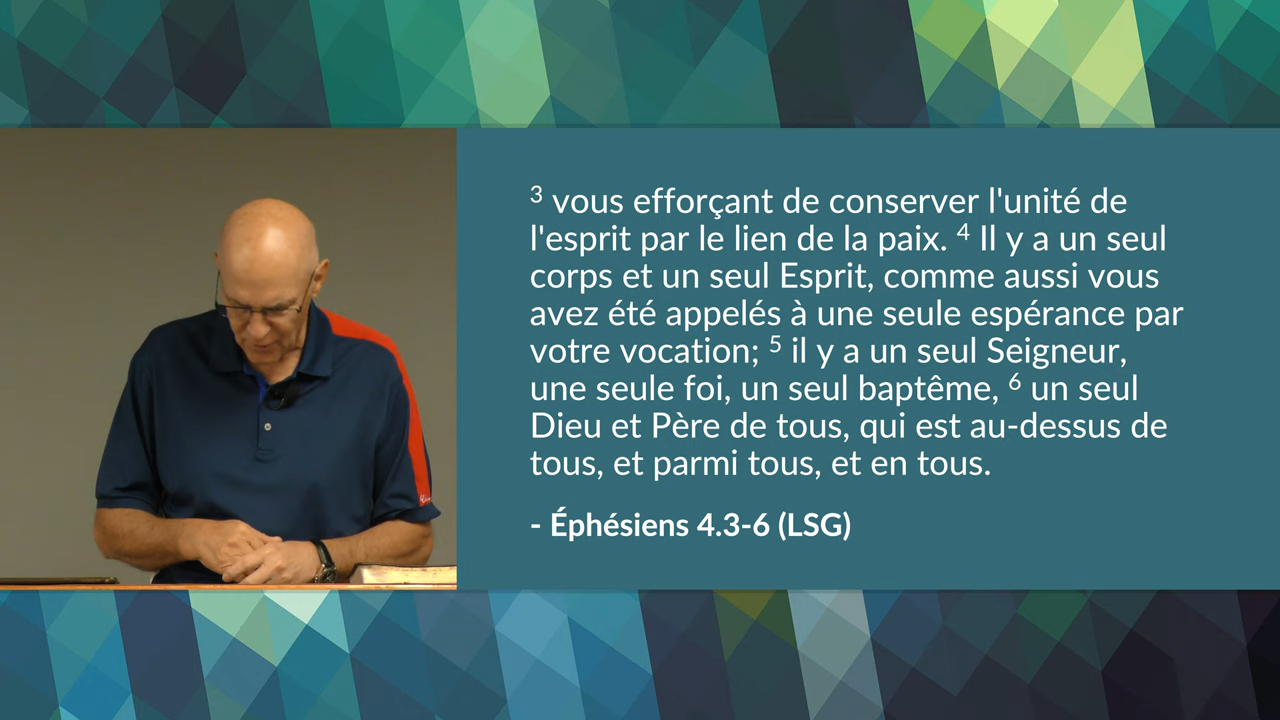 3 vous efforçant de conserver l'unité de
l'esprit par le lien de la paix. 4 Il y a un seul
corps et un seul Esprit, comme aussi vous
avez été appelés à une seule espérance par
votre vocation; 5 il y a un seul Seigneur,
une seule foi, un seul baptême, 6 un seul
Dieu et Père de tous, qui est au-dessus de
tous, et parmi tous, et en tous.
- Éphésiens 4.3-6 (LSG)